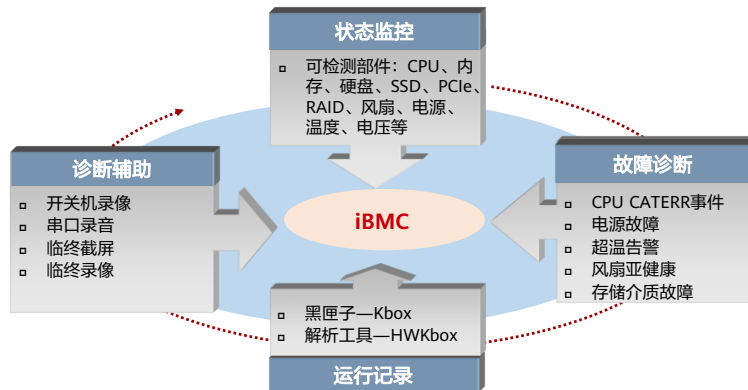 状态监控
▫ 可检测部件：CPU、内
存、硬盘、SSD、PCIe、
RAID、风扇、电源、
温度、电压等
诊断辅助
▫ 开关机录像
▫ 串口录音
▫ 临终截屏
▫ 临终录像
iBMC
故障诊断
▫ CPU CATERR事件
▫ 电源故障
▫ 超温告警
▫ 风扇亚健康
▫ 存储介质故障
▫ 黑匣子—Kbox
▫ 解析工具—HWKbox
运行记录